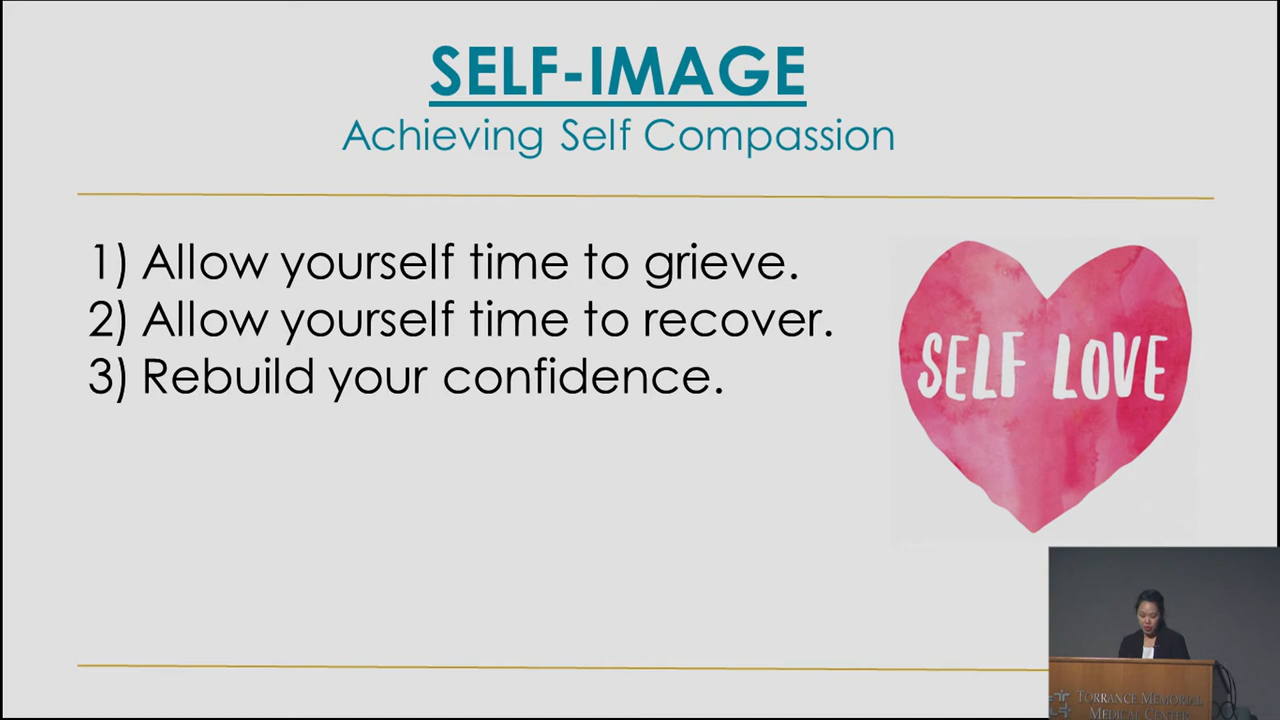 SELF-IMAGE
Achieving Self Compassion
1) Allow yourself time to grieve.
2) Allow yourself time to recover.
3) Rebuild your confidence.
SELF LOVE
TORRANCE MEMORIAL
MEDICAL CENTER